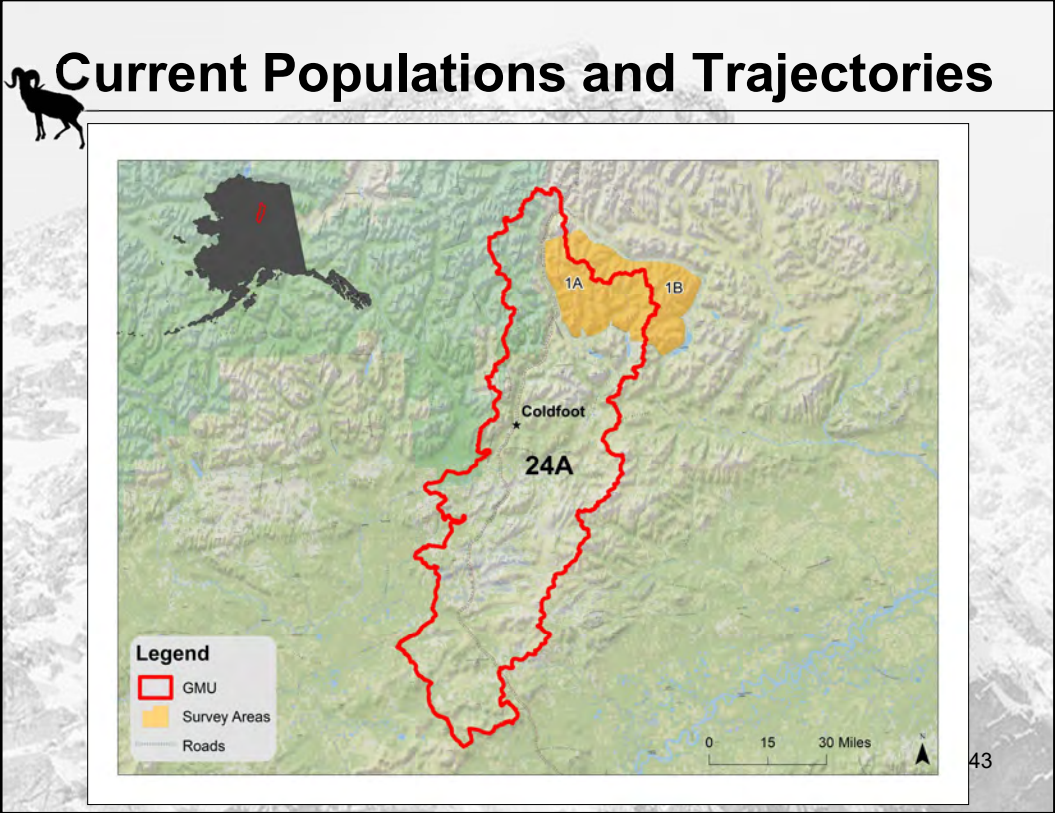 Current Populations and Trajectories
1A
1B
Coldfoot
24A
Legend
GMU
Survey Areas
Roads
0 15 30 Miles
N
43